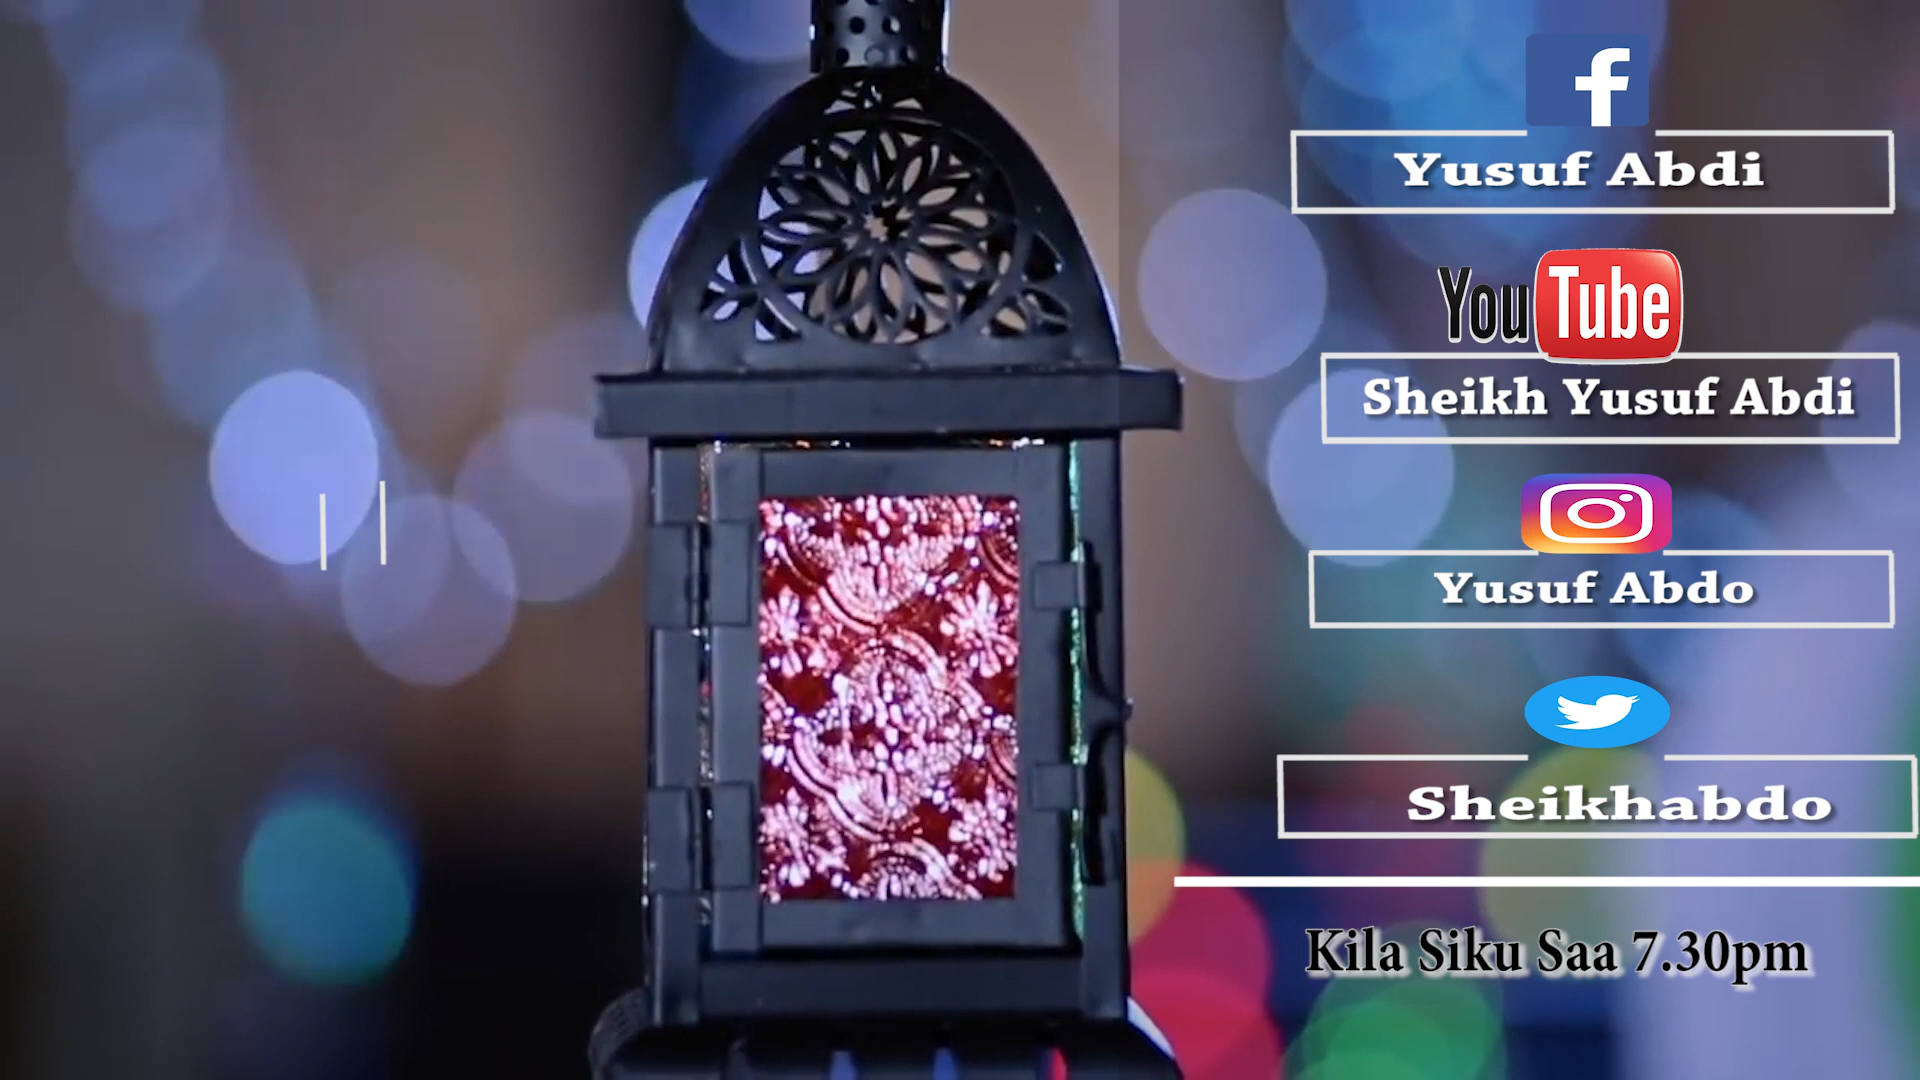 f
Yusuf Abdi
YouTube
Sheikh Yusuf Abdi
Yusuf Abdo
Sheikhabdo
Kila Siku Saa 7.30pm